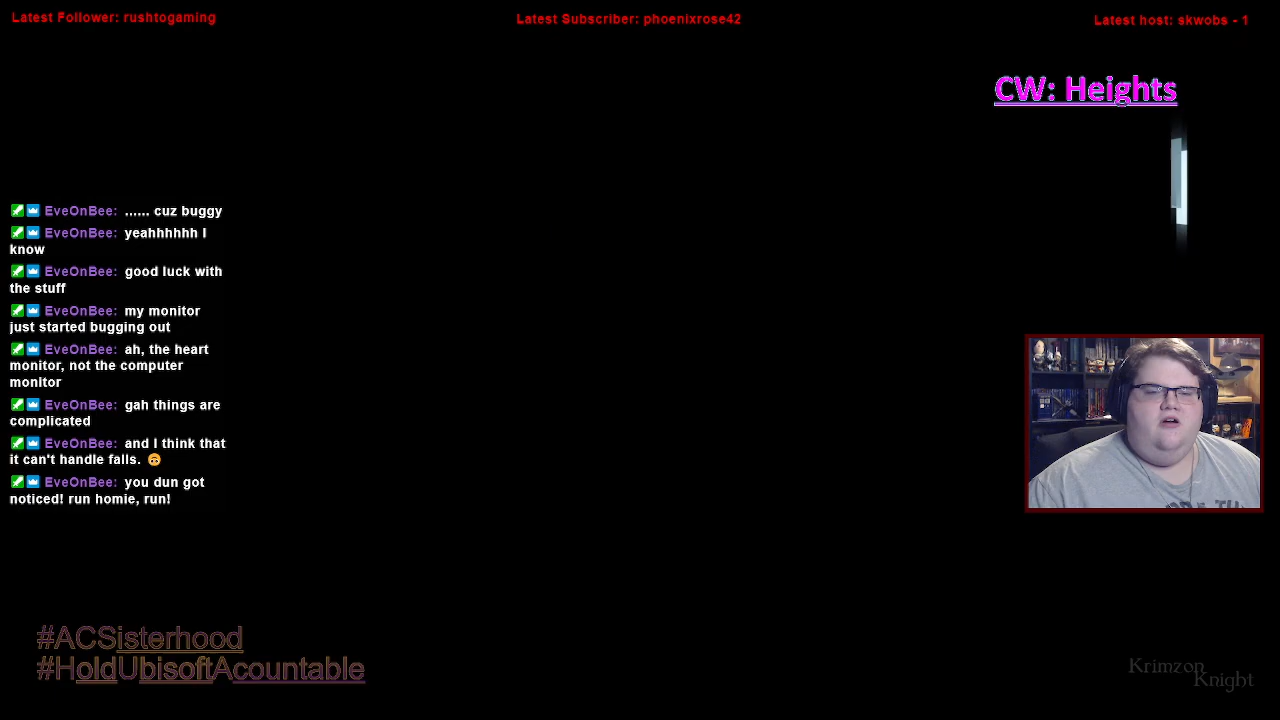 Latest Follower: rushtogaming
Latest Subscriber: phoenixrose42
Latest host: skwobs - 1
CW: Heights
EveOnBee: ...... cuz buggy
EveOnBee: yeahhhhhh I
know
EveOnBee: good luck with
the stuff
EveOnBee: my monitor
just started bugging out
EveOnBee: ah, the heart
monitor, not the computer
monitor
EveOnBee: gah things are
complicated
EveOnBee: and I think that
it can't handle falls. 🙃
EveOnBee: you dun got
noticed! run homie, run!
#ACSisterhood
#HoldUbisoftAcountable
Krimzon
Knight